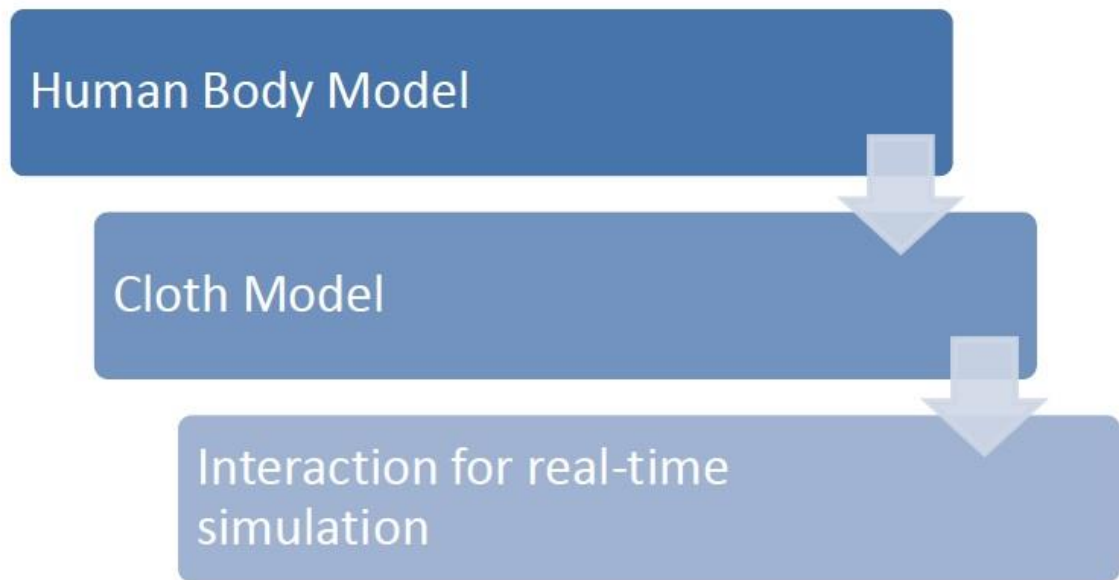 Human Body Model
Cloth Model
Interaction for real-time
simulation